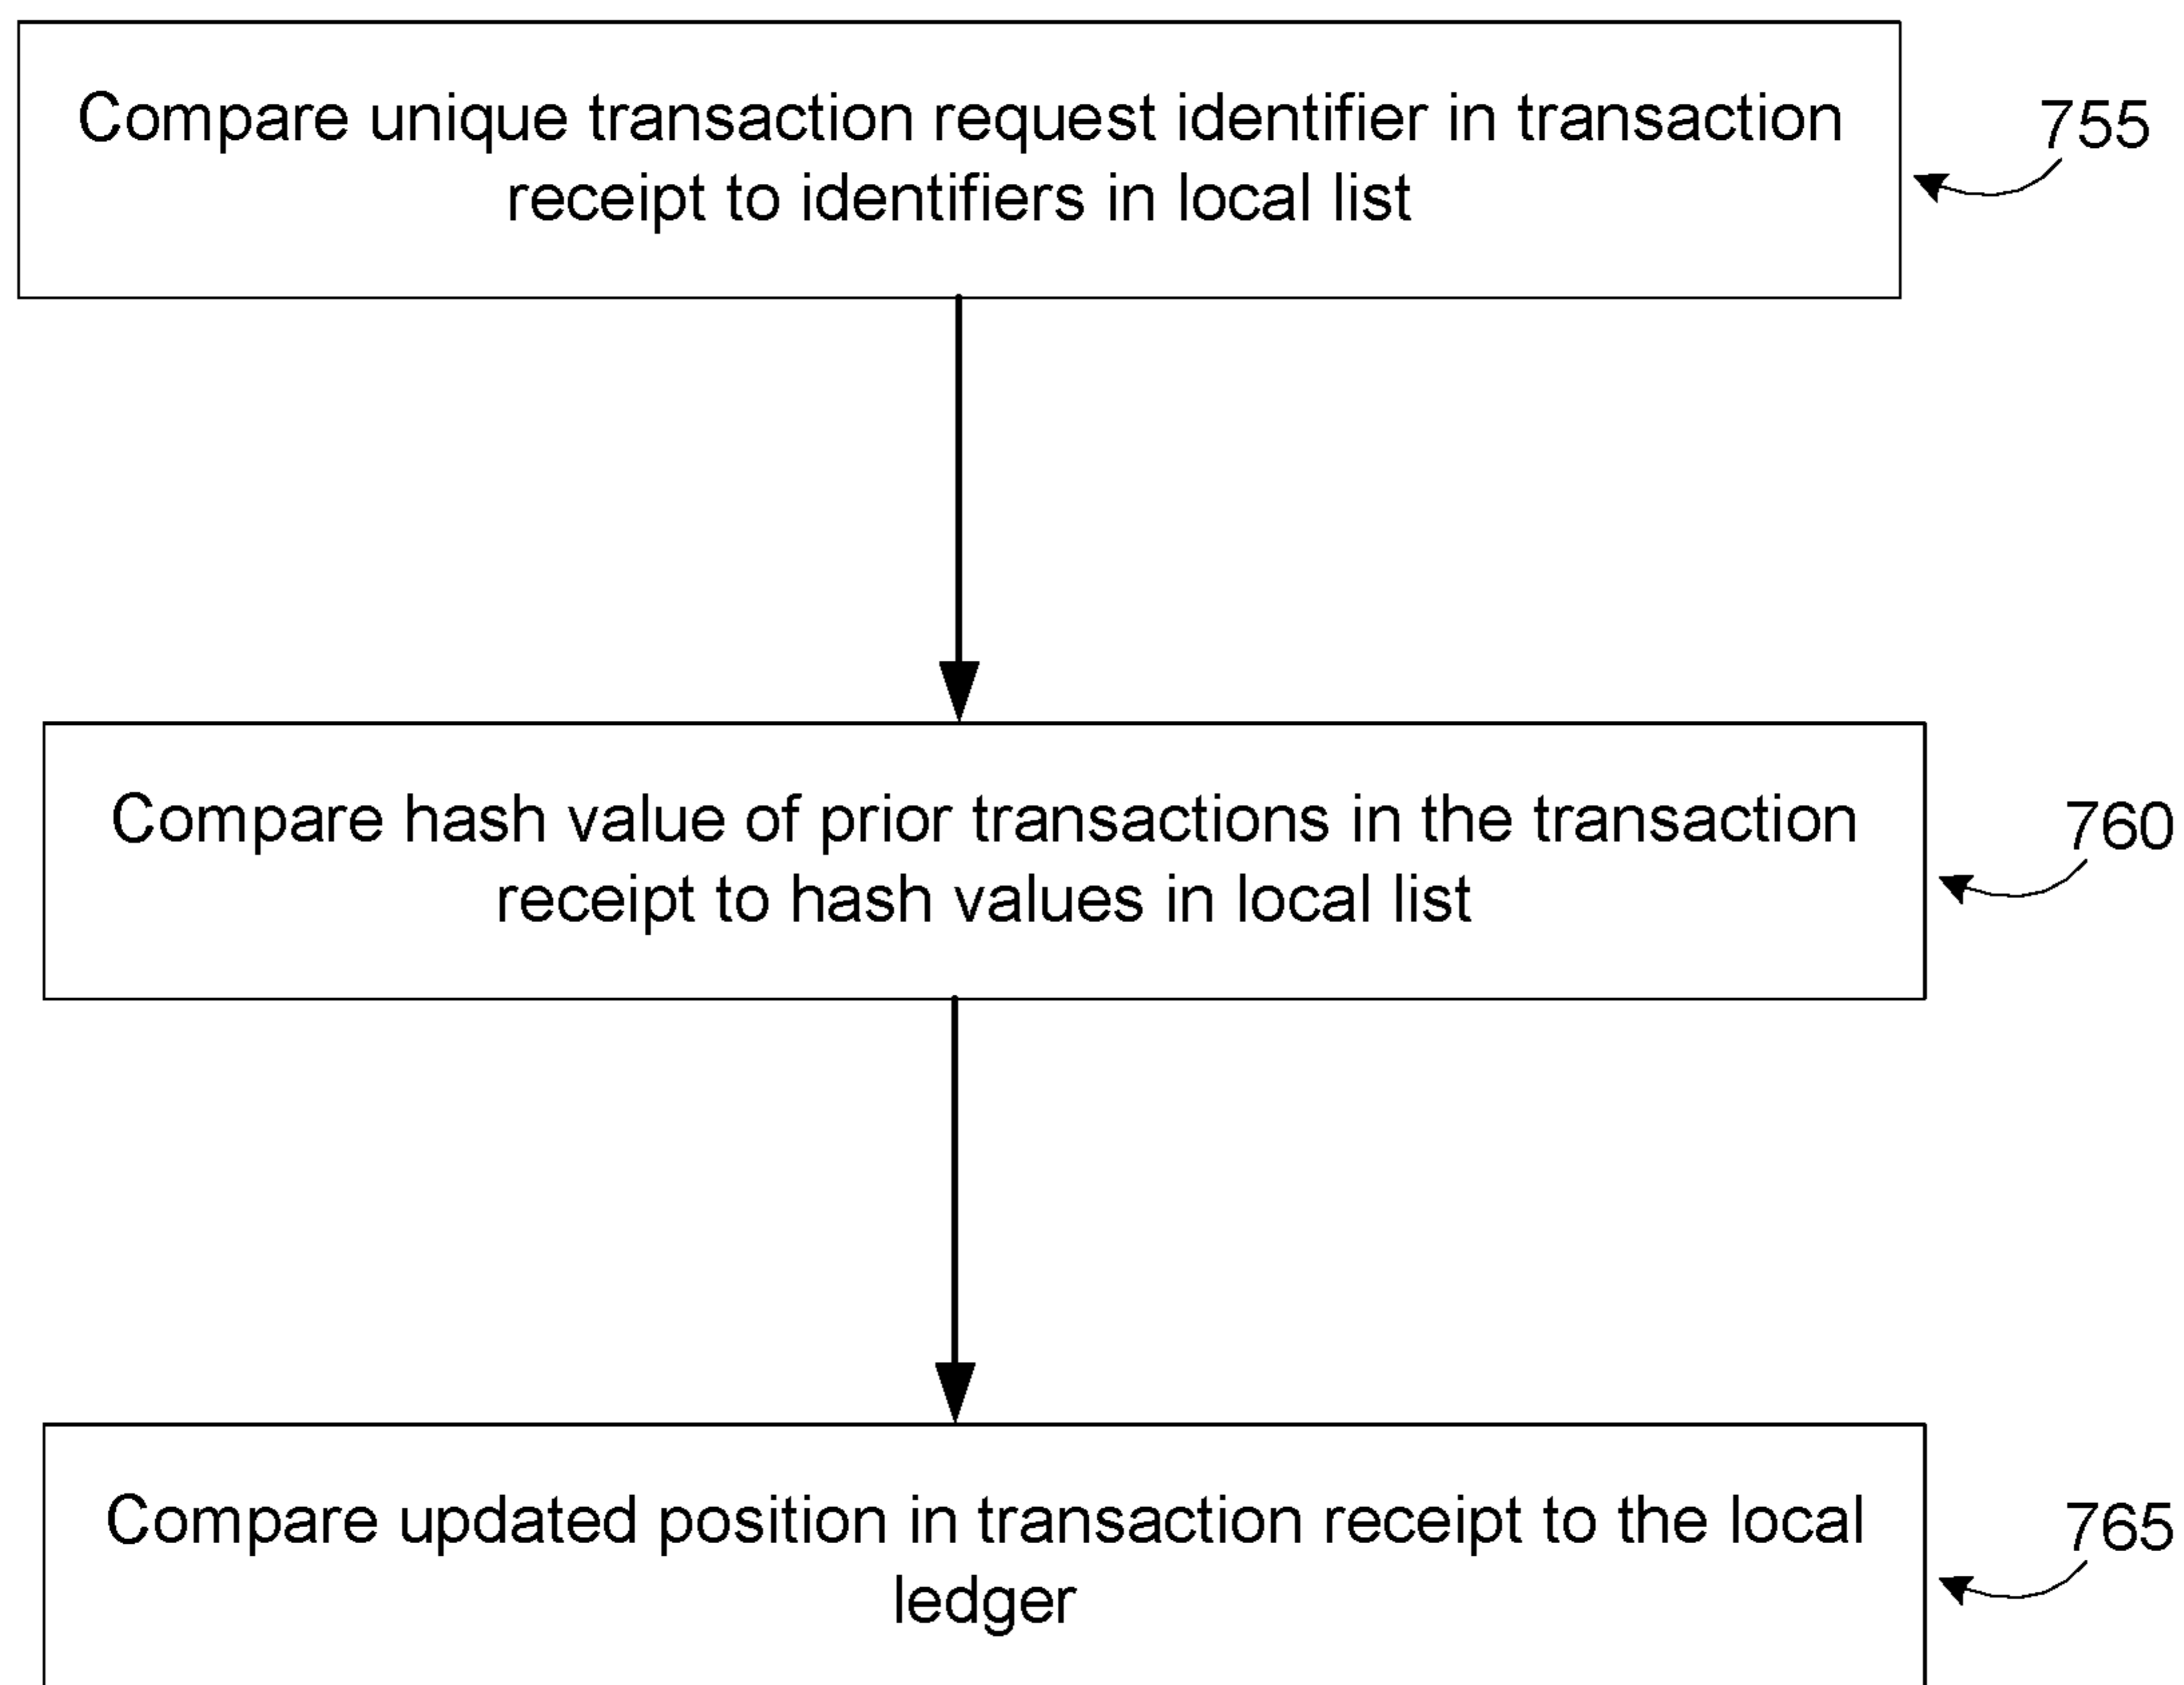 Compare unique transaction request identifier in transaction
receipt to identifiers in local list
755
Compare hash value of prior transactions in the transaction
receipt to hash values in local list
760
Compare updated position in transaction receipt to the local
ledger
765